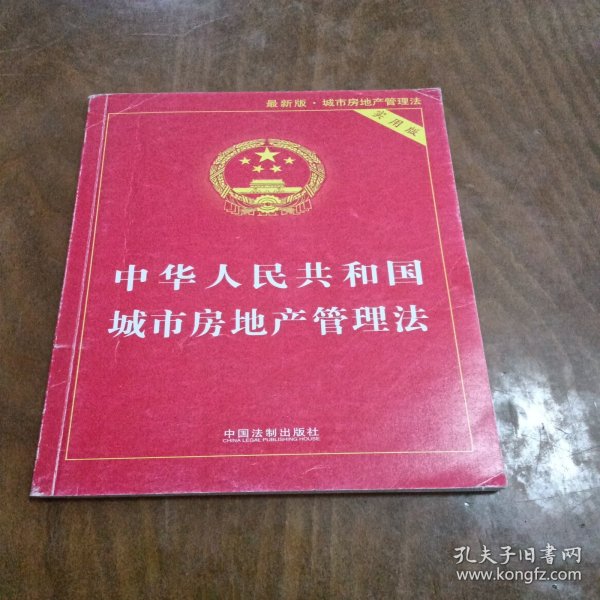 最新版·城市房地产管理法
实用版
中华人民共和国
城市房地产管理法
中国法制出版社
CHINA LEGAL PUBLISHING HOUSE
孔夫子旧书网
www.kongfz.com